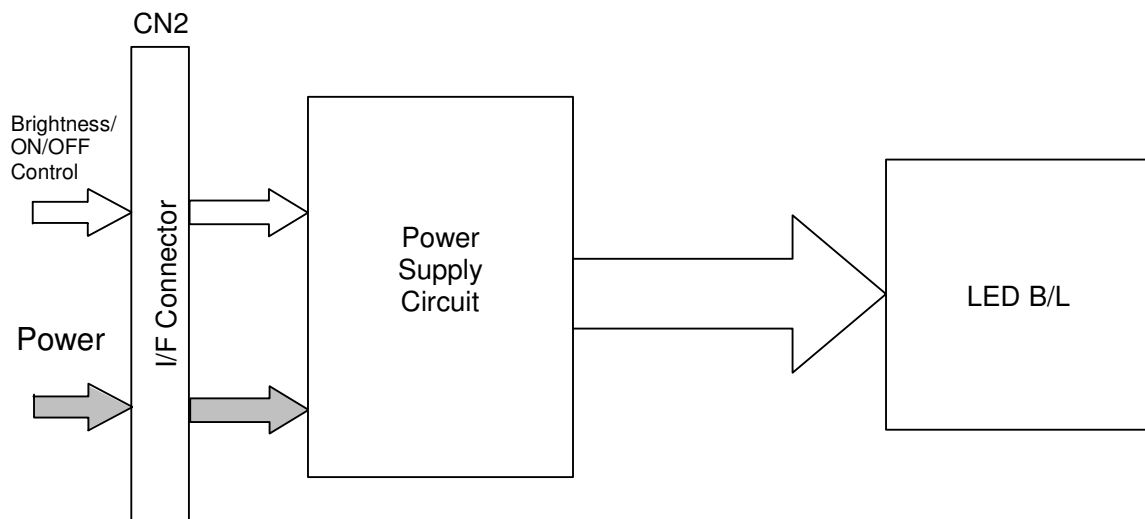 CN2
Brightness/
ON/OFF
Control
Power
I/F Connector
Power
Supply
Circuit
LED B/L